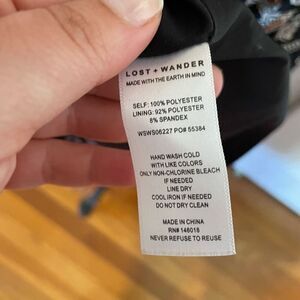 LOST + WANDER
MADE WITH THE EARTH IN MIND
SELF: 100% POLYESTER
LINING: 92% POLYESTER
8% SPANDEX
WSWS06227 PO# 55384
HAND WASH COLD
WITH LIKE COLORS
ONLY NON-CHLORINE BLEACH
IF NEEDED
LINE DRY
COOL IRON IF NEEDED
DO NOT DRY CLEAN
MADE IN CHINA
RN# 146018
NEVER REFUSE TO REUSE